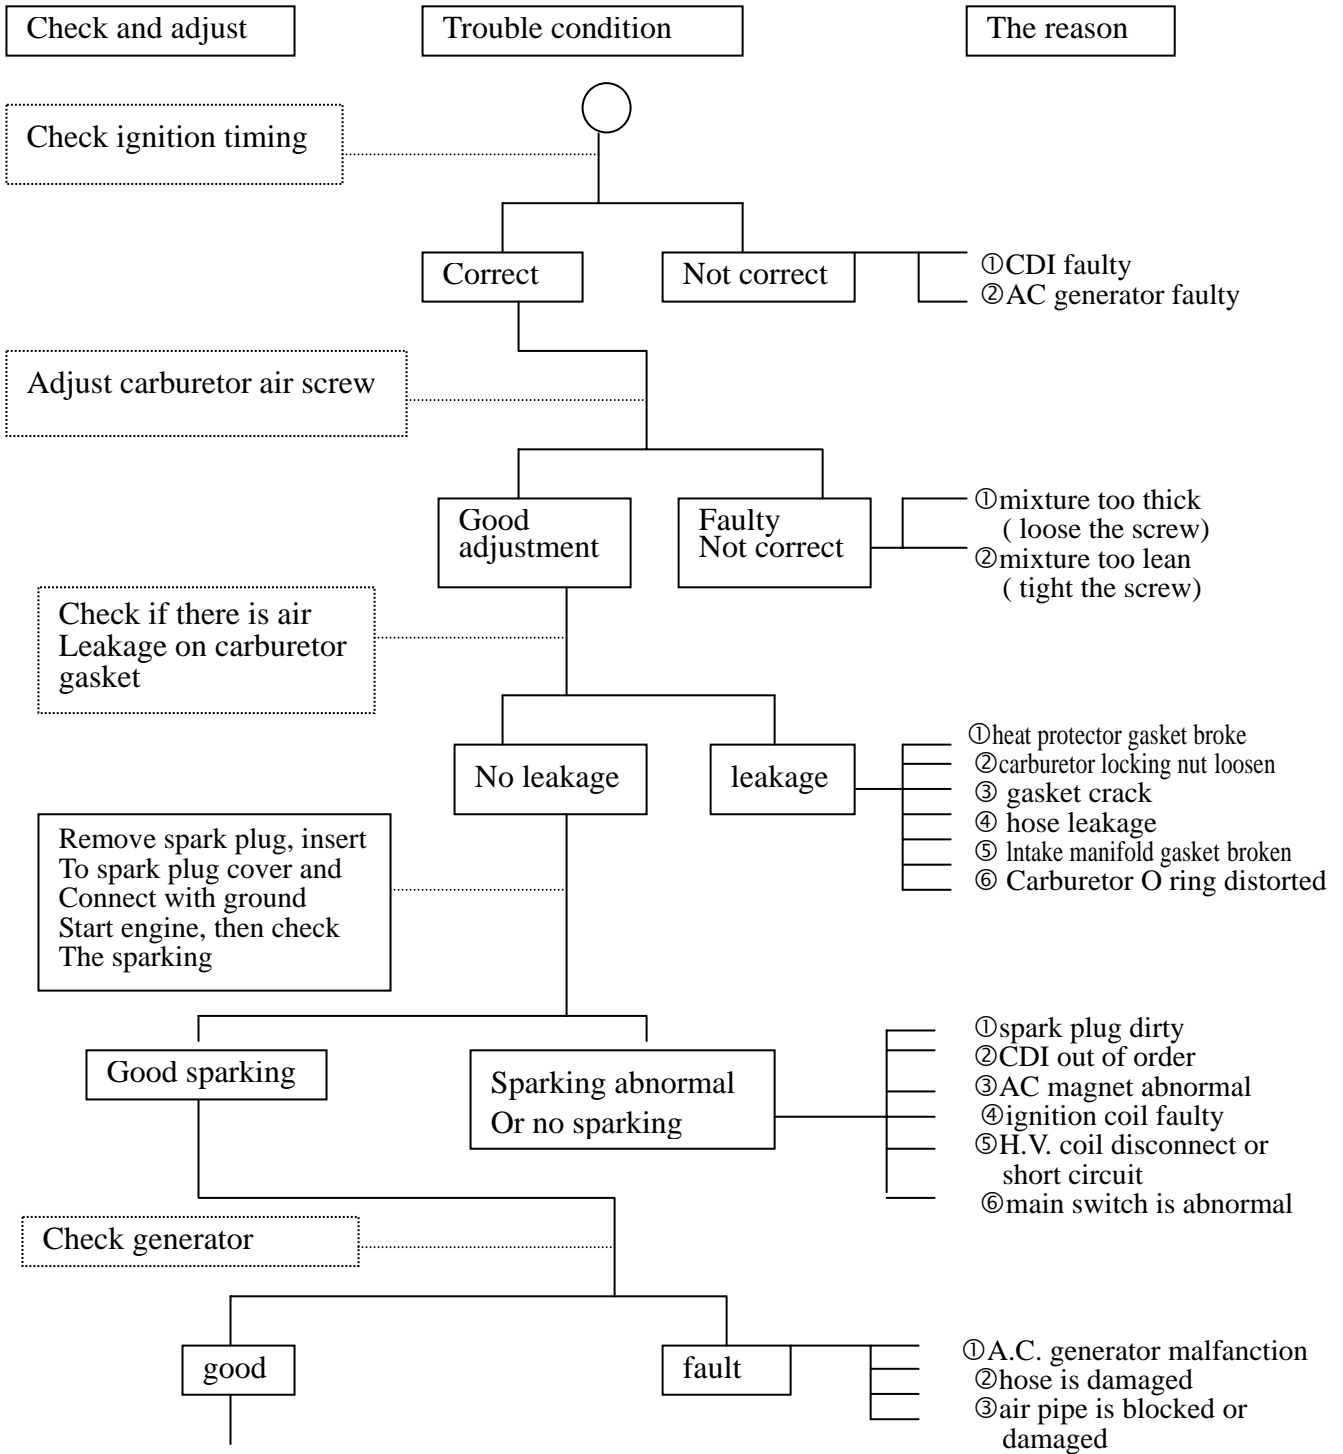 Check and adjust
Trouble condition
The reason
Check ignition timing
Correct
Not correct
①CDI faulty
②AC generator faulty
Adjust carburetor air screw
Good
adjustment
Faulty
Not correct
①mixture too thick
( loose the screw)
②mixture too lean
( tight the screw)
Check if there is air
Leakage on carburetor
gasket
No leakage
leakage
①heat protector gasket broke
②carburetor locking nut loosen
③ gasket crack
④ hose leakage
⑤ lntake manifold gasket broken
⑥ Carburetor O ring distorted
Remove spark plug, insert
To spark plug cover and
Connect with ground
Start engine, then check
The sparking
Good sparking
Sparking abnormal
Or no sparking
①spark plug dirty
②CDI out of order
③AC magnet abnormal
④ignition coil faulty
⑤H.V. coil disconnect or
short circuit
⑥main switch is abnormal
Check generator
good
fault
①A.C. generator malfanction
②hose is damaged
③air pipe is blocked or
damaged